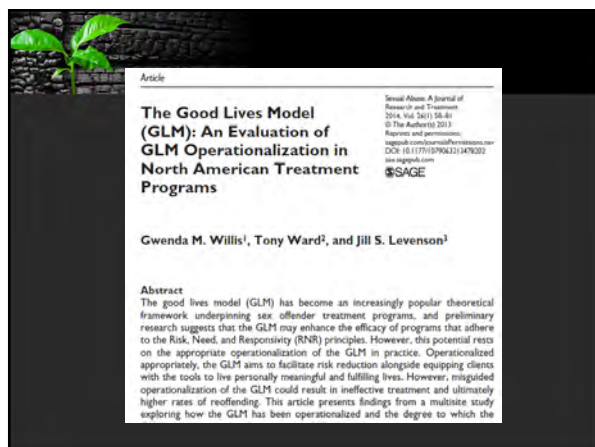 Article
The Good Lives Model
(GLM): An Evaluation of
GLM Operationalization in
North American Treatment
Programs
Sexual Abuse: A Journal of
Research and Treatment
2014, Vol. 26(1) 58–81
© The Author(s) 2013
Reprints and permissions:
sagepub.com/journalsPermissions.nav
DOI: 10.1177/1079063213478202
sax.sagepub.com
SAGE
Gwenda M. Willis1, Tony Ward2, and Jill S. Levenson3
Abstract
The good lives model (GLM) has become an increasingly popular theoretical
framework underpinning sex offender treatment programs, and preliminary
research suggests that the GLM may enhance the efficacy of programs that adhere
to the Risk, Need, and Responsivity (RNR) principles. However, this potential rests
on the appropriate operationalization of the GLM in practice. Operationalized
appropriately, the GLM aims to facilitate risk reduction alongside equipping clients
with the tools to live personally meaningful and fulfilling lives. However, misguided
operationalization of the GLM could result in ineffective treatment and ultimately
higher rates of reoffending. This article presents findings from a multisite study
exploring how the GLM has been operationalized and the degree to which the